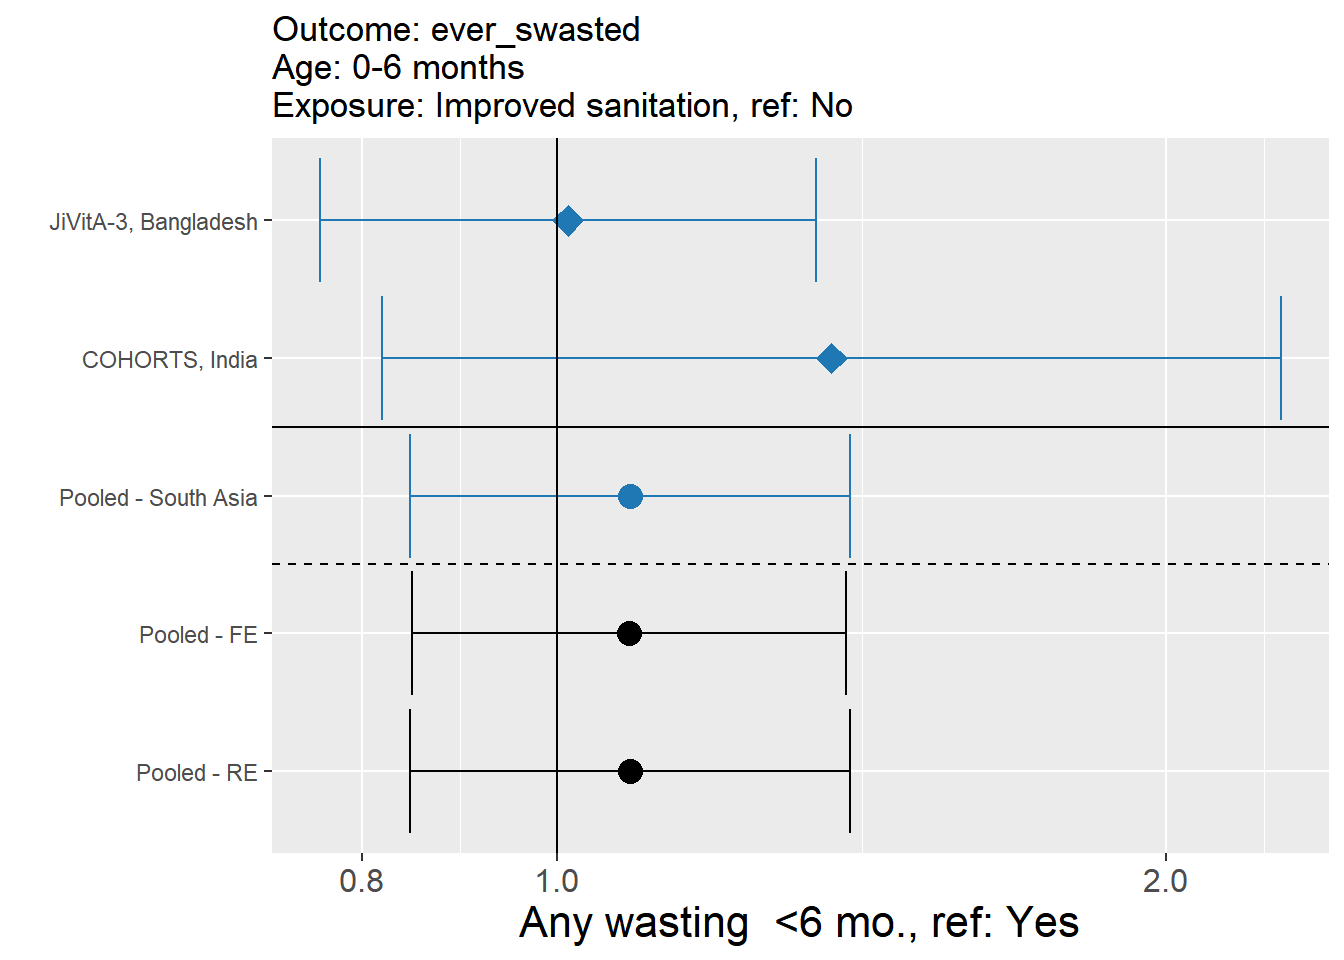 Outcome: ever_swasted
Age: 0-6 months
Exposure: Improved sanitation, ref: No
JiVitA-3, Bangladesh
COHORTS, India
Pooled - South Asia
Pooled - FE
Pooled - RE
0.8 1.0 2.0
Any wasting  <6 mo., ref: Yes